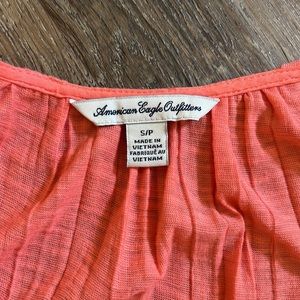 American Eagle Outfitters
S/P
MADE IN
VIETNAM
FABRIQUÉ AU
VIETNAM